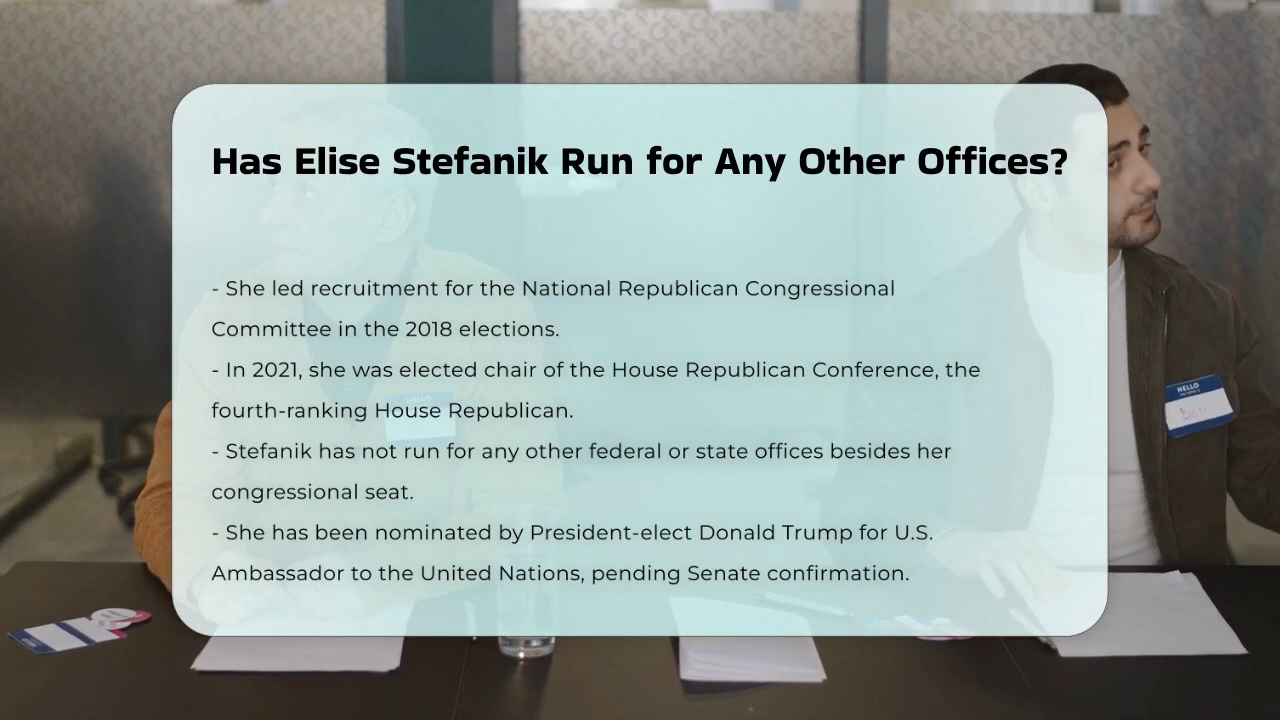 Has Elise Stefanik Run for Any Other Offices?
- She led recruitment for the National Republican Congressional
Committee in the 2018 elections.
- In 2021, she was elected chair of the House Republican Conference, the
fourth-ranking House Republican.
- Stefanik has not run for any other federal or state offices besides her
congressional seat.
- She has been nominated by President-elect Donald Trump for U.S.
Ambassador to the United Nations, pending Senate confirmation.
HELLO
HELLO